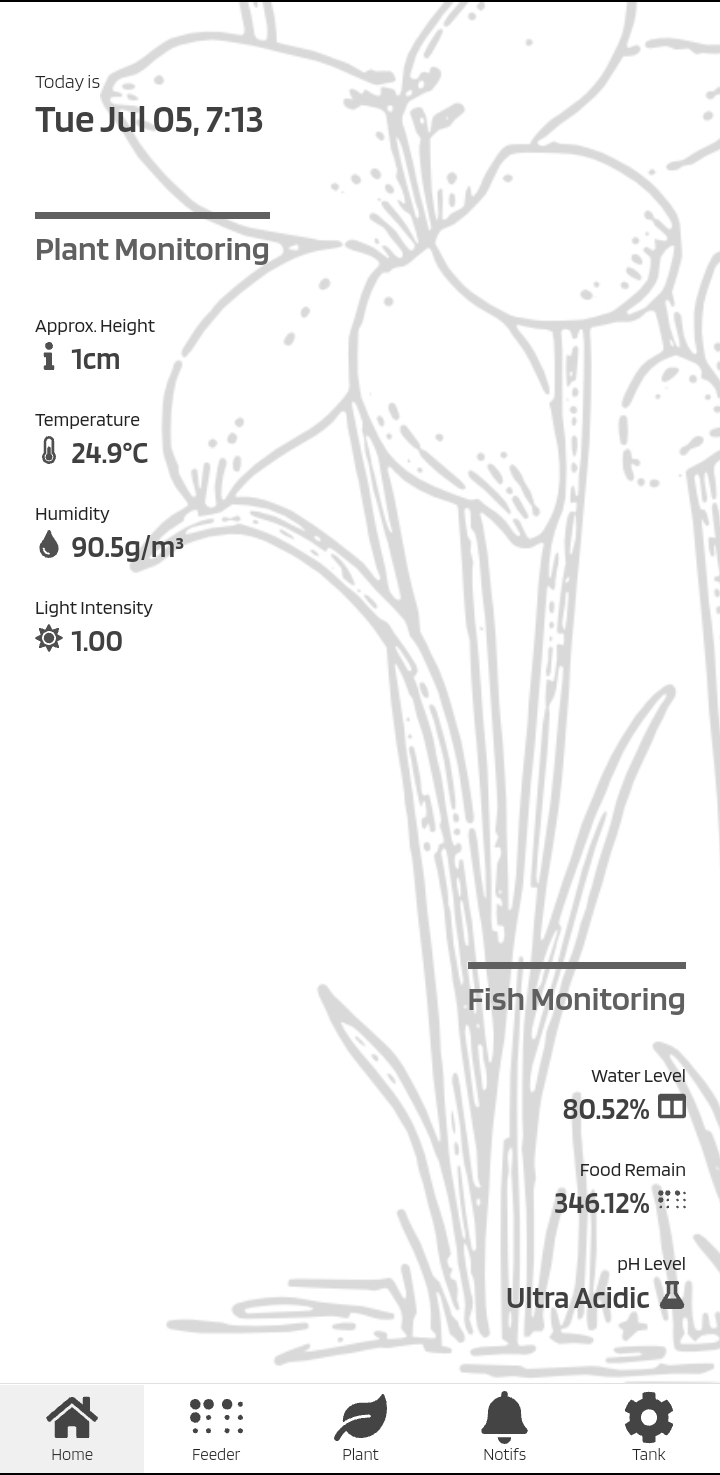 Today is
Tue Jul 05, 7:13
Plant Monitoring
Approx. Height
1cm
Temperature
24.9°C
Humidity
90.5g/m³
Light Intensity
1.00
Fish Monitoring
Water Level
80.52%
Food Remain
346.12%
pH Level
Ultra Acidic
Home Feeder Plant Notifs Tank